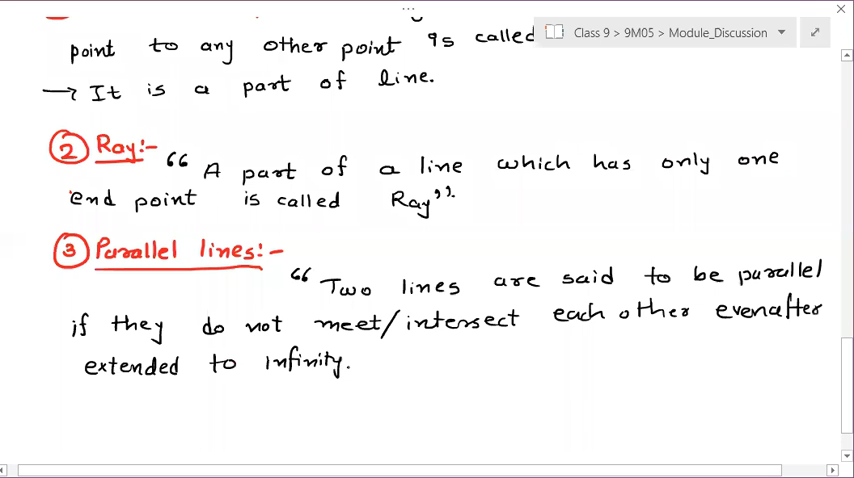 Class 9 > 9M05 > Module_Discussion
point to any other point is called
→ It is a part of line.
② Ray:-
“ A part of a line which has only one
end point is called Ray”.
③ Parallel lines:-
“ Two lines are said to be parallel
if they do not meet/intersect each other evenafter
extended to infinity.